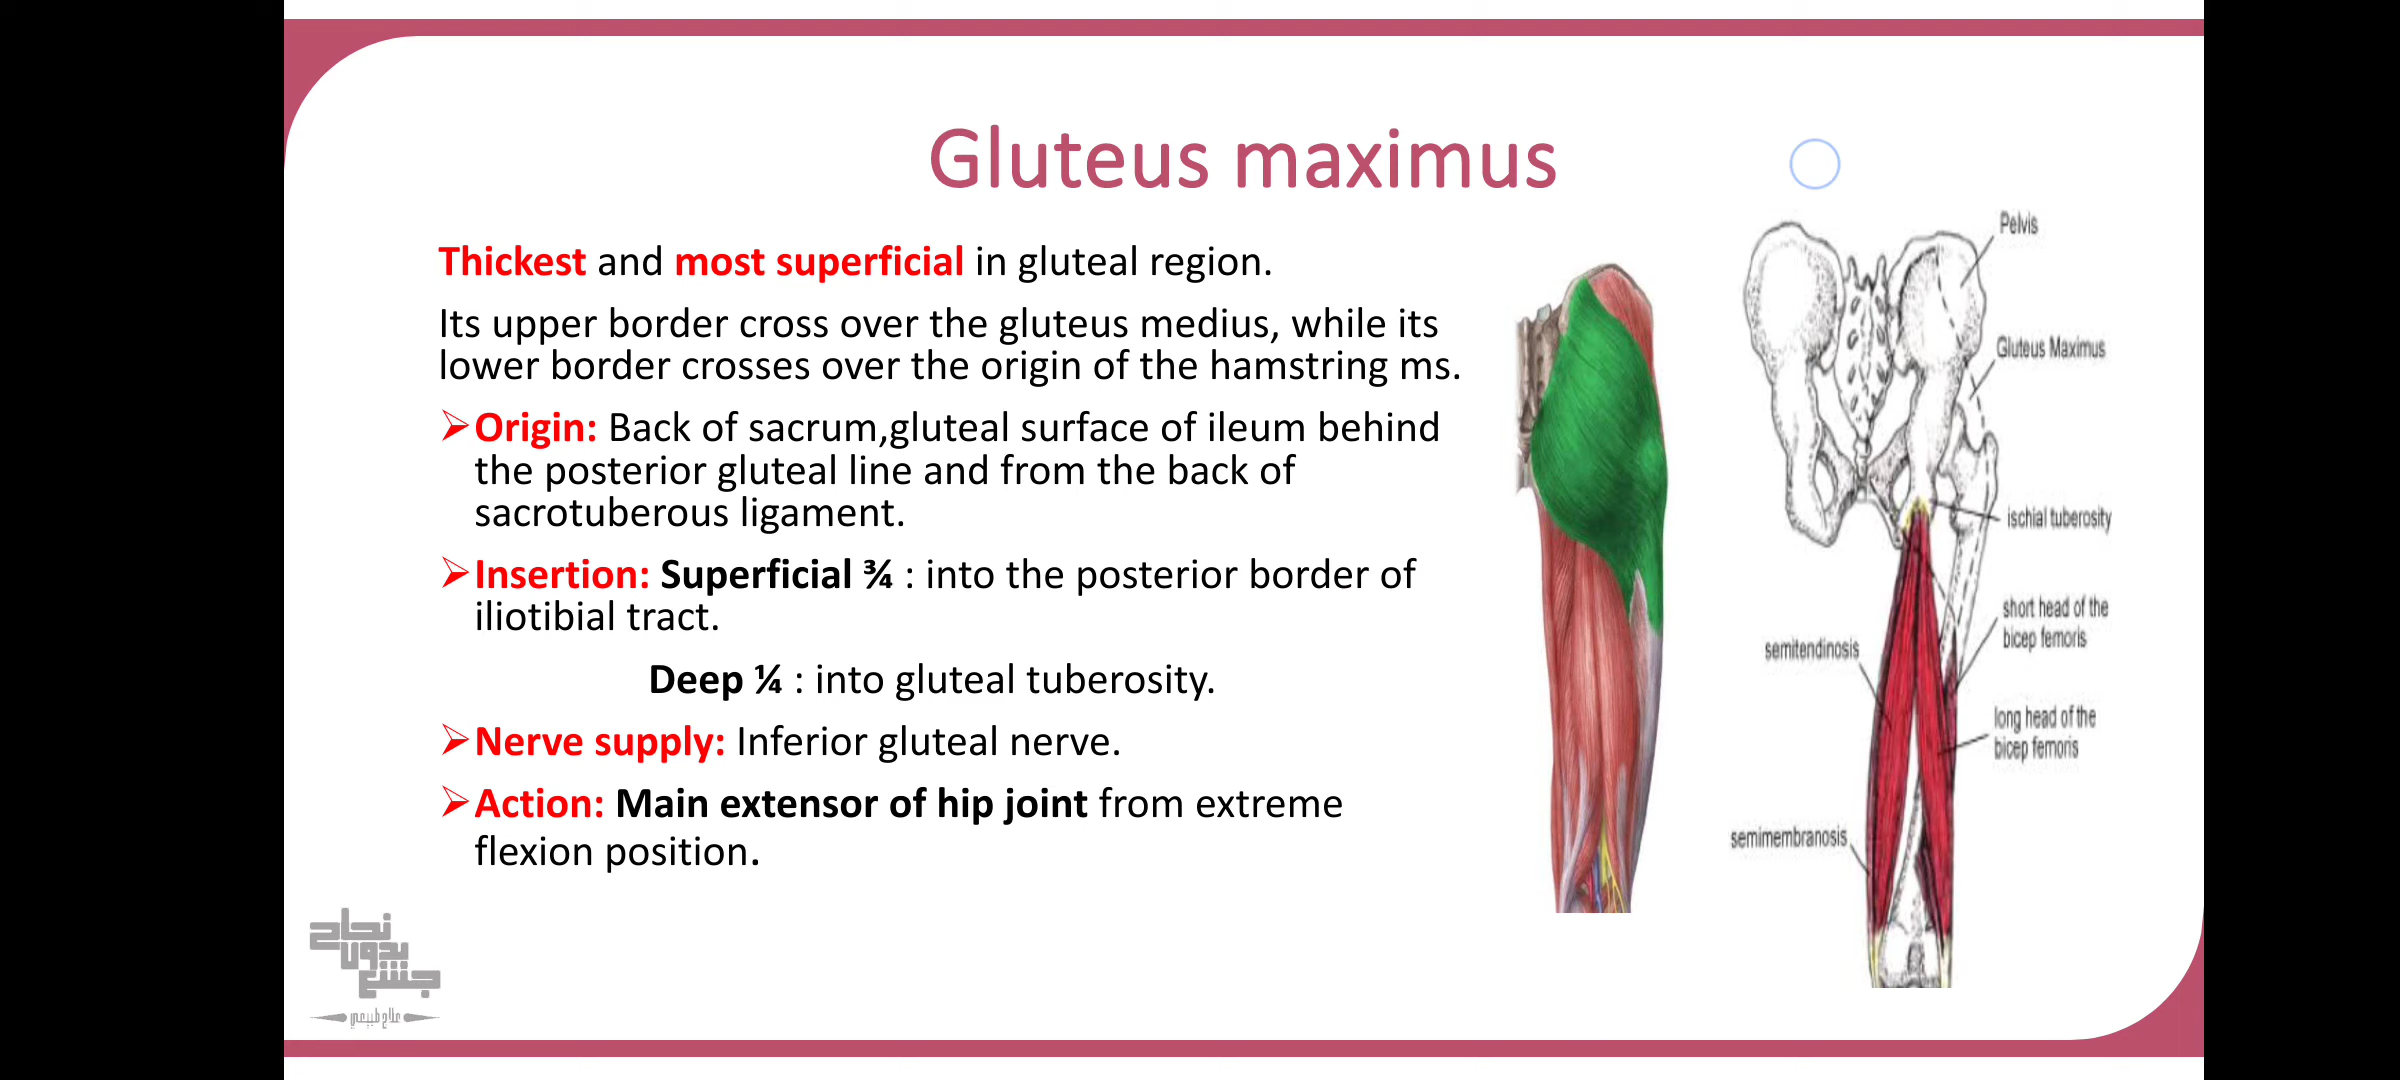 Gluteus maximus
Thickest and most superficial in gluteal region.
Its upper border cross over the gluteus medius, while its
lower border crosses over the origin of the hamstring ms.
➢Origin: Back of sacrum,gluteal surface of ileum behind
the posterior gluteal line and from the back of
sacrotuberous ligament.
➢Insertion: Superficial ¾ : into the posterior border of
iliotibial tract.
Deep ¼ : into gluteal tuberosity.
➢Nerve supply: Inferior gluteal nerve.
➢Action: Main extensor of hip joint from extreme
flexion position.
Pelvis
Gluteus Maximus
ischial tuberosity
short head of the
bicep femoris
semitendinosis
long head of the
bicep femoris
semimembranosis
نجاح
بدون
جشع
علاج طبيعي